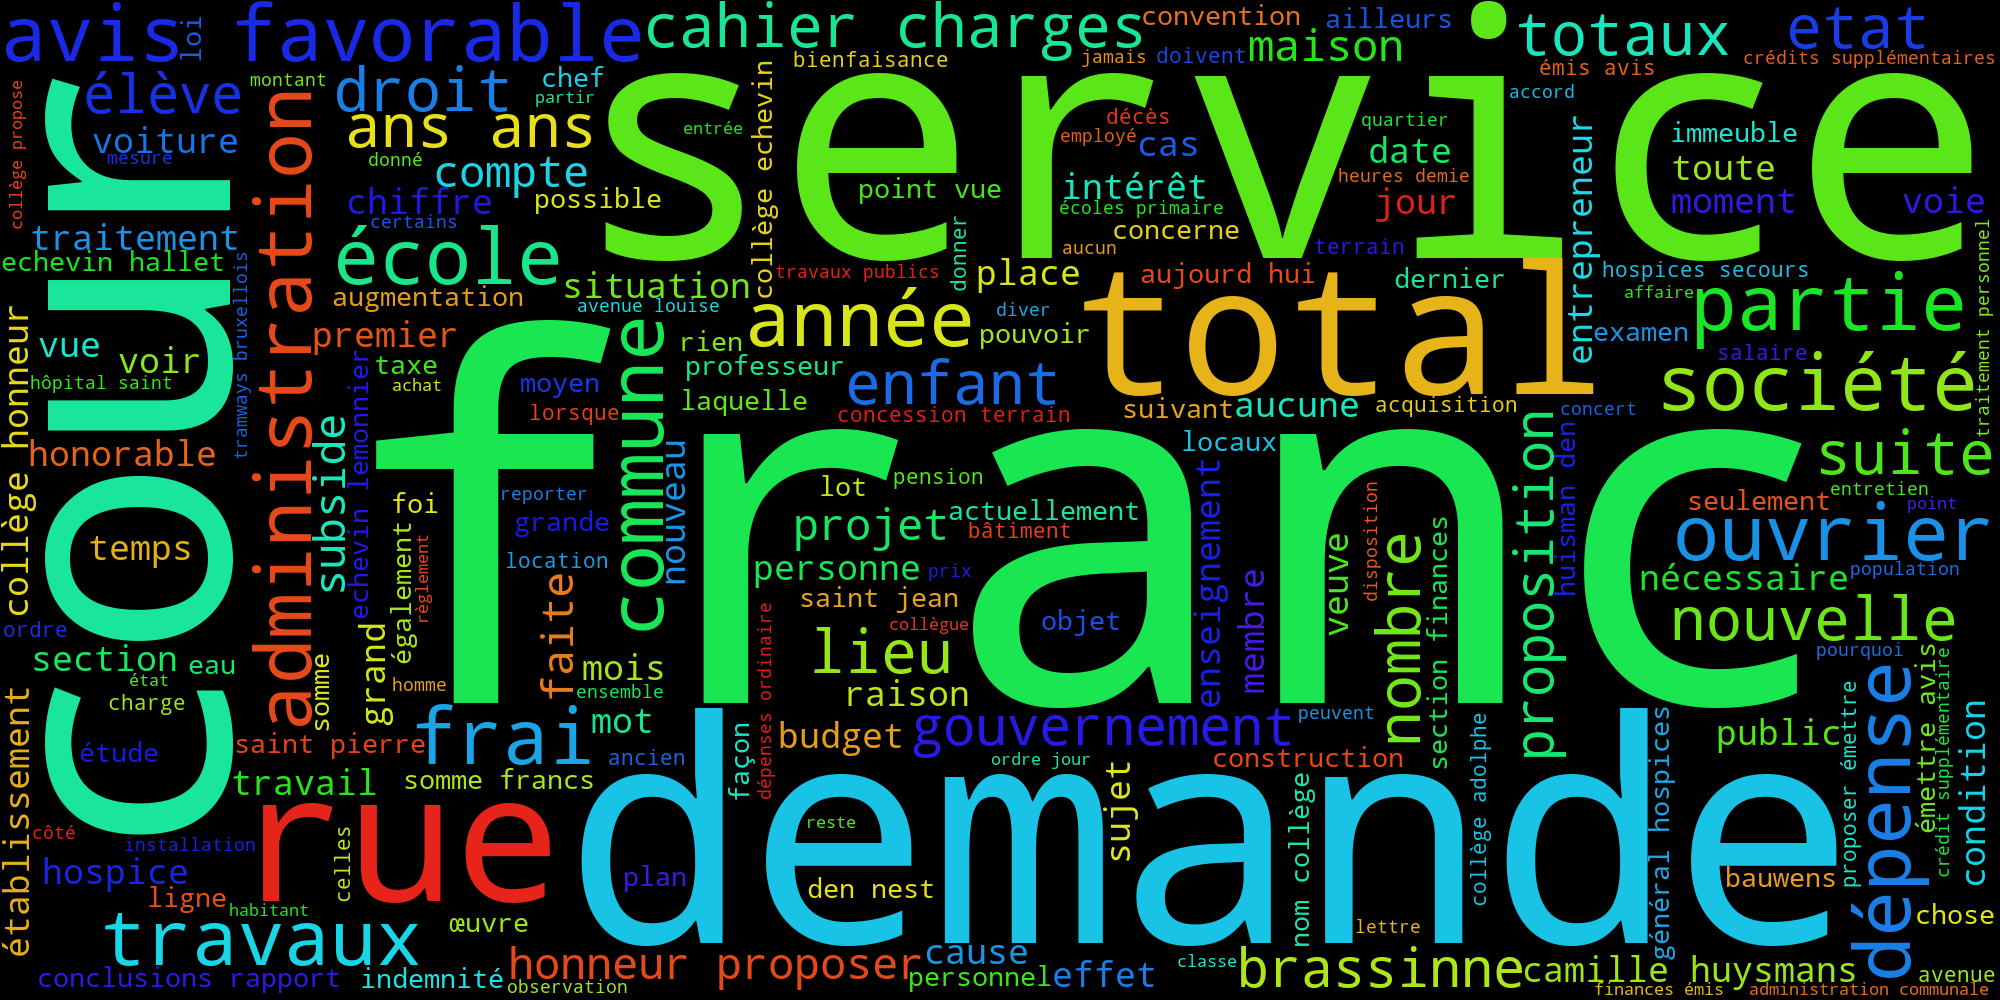 avis favorable
loi
cahier charges
convention
ailleurs
totaux
etat
maison
bienfaisance
jamais
doivent
crédits supplémentaires
émis avis
accord
élève
montant
droit
chef
partir
collège propose
voiture
mesure
ans ans
donné
compte
chiffre
certains
possible
service
entrée
collège echevin
point vue
décès
employé
cas
intérêt
écoles primaire
concerne
aucun
quartier
date
heures demie
jour
terrain
entrepreneur
immeuble
toute
moment
voie
traitement
echevin hallet
cour
administration
école
situation
augmentation
avenue louise
travaux publics
donner
place
aujourd hui
dernier
hospices secours
affaire
partie
traitement personnel
tramways bruxellois
premier
vue
voir
hôpital saint
collège honneur
honorable
taxe
achat
echevin lemonnier
moyen
lorsque
commune
rien
professeur
laquelle
année
diver
pouvoir
enfant
concession terrain
total
suivant
aucune
acquisition
examen
salaire
société
concert
locaux
suite
subside
foi
reporter
grande
nouveau
franc
lot
pension
projet
actuellement
bâtiment
enseignement
proposition
huisman den
seulement
entretien
point
ouvrier
temps
également
règlement
location
personne
prix
saint jean
collègue
objet
membre
veuve
disposition
nombre
section finances
nécessaire
population
nouvelle
ordre
section
eau
état
charge
étude
somme
grand
homme
faite
mois
ensemble
dépenses ordinaire
lieu
raison
pourquoi
établissement
saint pierre
frai
mot
ancien
façon
budget
gouvernement
peuvent
ordre jour
construction
public
proposer émettre
dépense
émettre avis
crédit supplémentaire
condition
travail
somme francs
rue
demande
sujet
nom collège
collège adolphe
général hospices
côté
installation
hospice
ligne
habitant
celles
reste
plan
den nest
bauwens
chose
travaux
œuvre
lettre
conclusions rapport
indemnité
honneur proposer
observation
cause
personnel
effet
classe
brassinne
camille huysmans
avenue
finances émis
administration communale